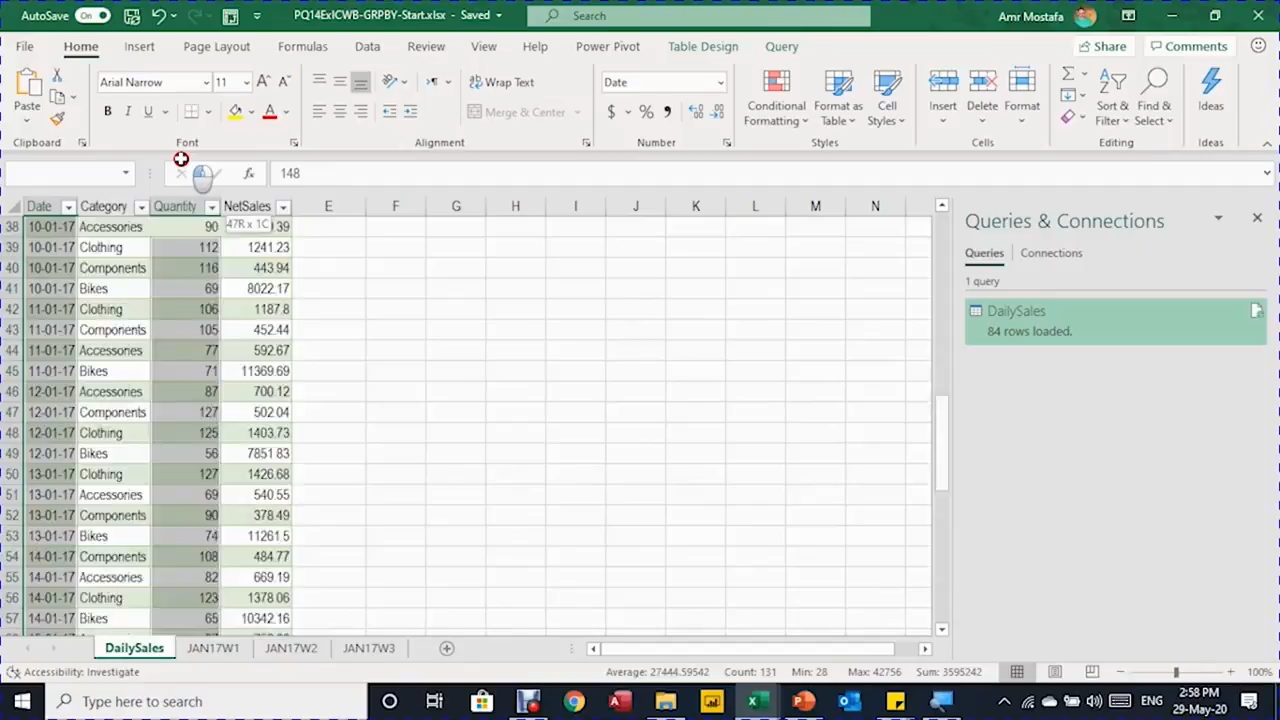 AutoSave On PQ14ExICWB-GRPBY-Start.xlsx - Saved Search Amr Mostafa
File Home Insert Page Layout Formulas Data Review View Help Power Pivot Table Design Query Share Comments
Arial Narrow 11 Wrap Text Date
Paste B I U Merge & Center $ % Conditional Formatting Format as Table Cell Styles Insert Delete Format Sort & Filter Find & Select Ideas
Clipboard Font Alignment Number Styles Cells Editing Ideas
fx 148
Date Category Quantity NetSales E F G H I J K L M N
38 10-01-17 Accessories 90 47R x 1C 39
39 10-01-17 Clothing 112 1241.23
40 10-01-17 Components 116 443.94
41 10-01-17 Bikes 69 8022.17
42 11-01-17 Clothing 106 1187.8
43 11-01-17 Components 105 452.44
44 11-01-17 Accessories 77 592.67
45 11-01-17 Bikes 71 11369.69
46 12-01-17 Accessories 87 700.12
47 12-01-17 Components 127 502.04
48 12-01-17 Clothing 125 1403.73
49 12-01-17 Bikes 56 7851.83
50 13-01-17 Clothing 127 1426.68
51 13-01-17 Accessories 69 540.55
52 13-01-17 Components 90 378.49
53 13-01-17 Bikes 74 11261.5
54 14-01-17 Components 108 484.77
55 14-01-17 Accessories 82 669.19
56 14-01-17 Clothing 123 1378.06
57 14-01-17 Bikes 65 10342.16
Queries & Connections
Queries Connections
1 query
DailySales
84 rows loaded.
DailySales JAN17W1 JAN17W2 JAN17W3
Accessibility: Investigate Average: 27444.59542 Count: 131 Min: 28 Max: 42756 Sum: 3595242 100%
Type here to search ENG 2:58 PM
29-May-20